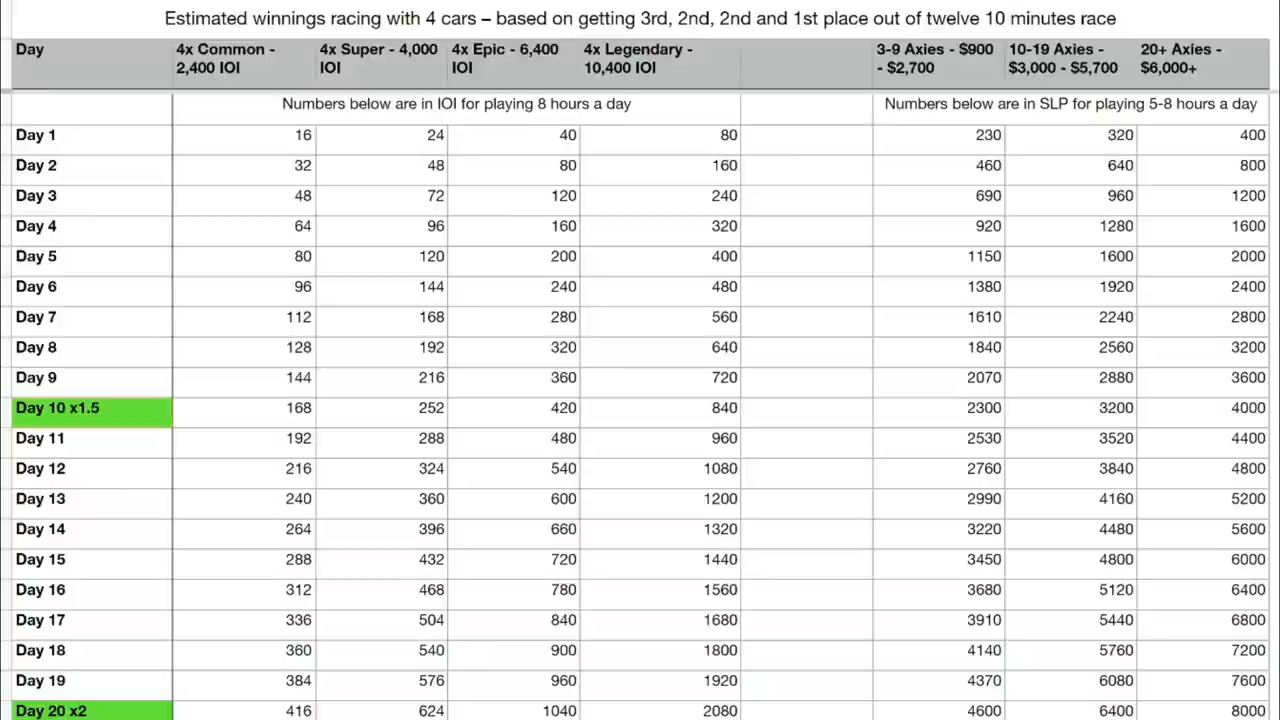 Estimated winnings racing with 4 cars – based on getting 3rd, 2nd, 2nd and 1st place out of twelve 10 minutes race
Day 4x Common - 2,400 IOI 4x Super - 4,000 IOI 4x Epic - 6,400 IOI 4x Legendary - 10,400 IOI 3-9 Axies - $900 - $2,700 10-19 Axies - $3,000 - $5,700 20+ Axies - $6,000+
Numbers below are in IOI for playing 8 hours a day Numbers below are in SLP for playing 5-8 hours a day
Day 1 16 24 40 80 230 320 400
Day 2 32 48 80 160 460 640 800
Day 3 48 72 120 240 690 960 1200
Day 4 64 96 160 320 920 1280 1600
Day 5 80 120 200 400 1150 1600 2000
Day 6 96 144 240 480 1380 1920 2400
Day 7 112 168 280 560 1610 2240 2800
Day 8 128 192 320 640 1840 2560 3200
Day 9 144 216 360 720 2070 2880 3600
Day 10 x1.5 168 252 420 840 2300 3200 4000
Day 11 192 288 480 960 2530 3520 4400
Day 12 216 324 540 1080 2760 3840 4800
Day 13 240 360 600 1200 2990 4160 5200
Day 14 264 396 660 1320 3220 4480 5600
Day 15 288 432 720 1440 3450 4800 6000
Day 16 312 468 780 1560 3680 5120 6400
Day 17 336 504 840 1680 3910 5440 6800
Day 18 360 540 900 1800 4140 5760 7200
Day 19 384 576 960 1920 4370 6080 7600
Day 20 x2 416 624 1040 2080 4600 6400 8000